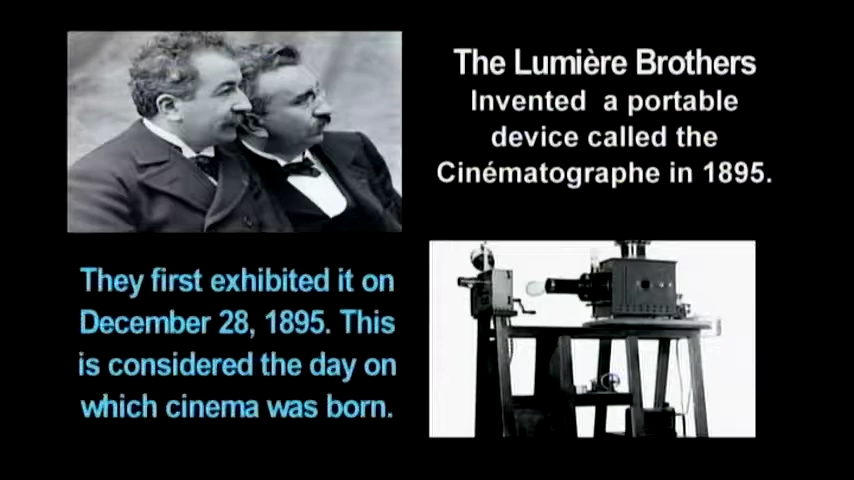 The Lumière Brothers
Invented a portable
device called the
Cinématographe in 1895.
They first exhibited it on
December 28, 1895. This
is considered the day on
which cinema was born.